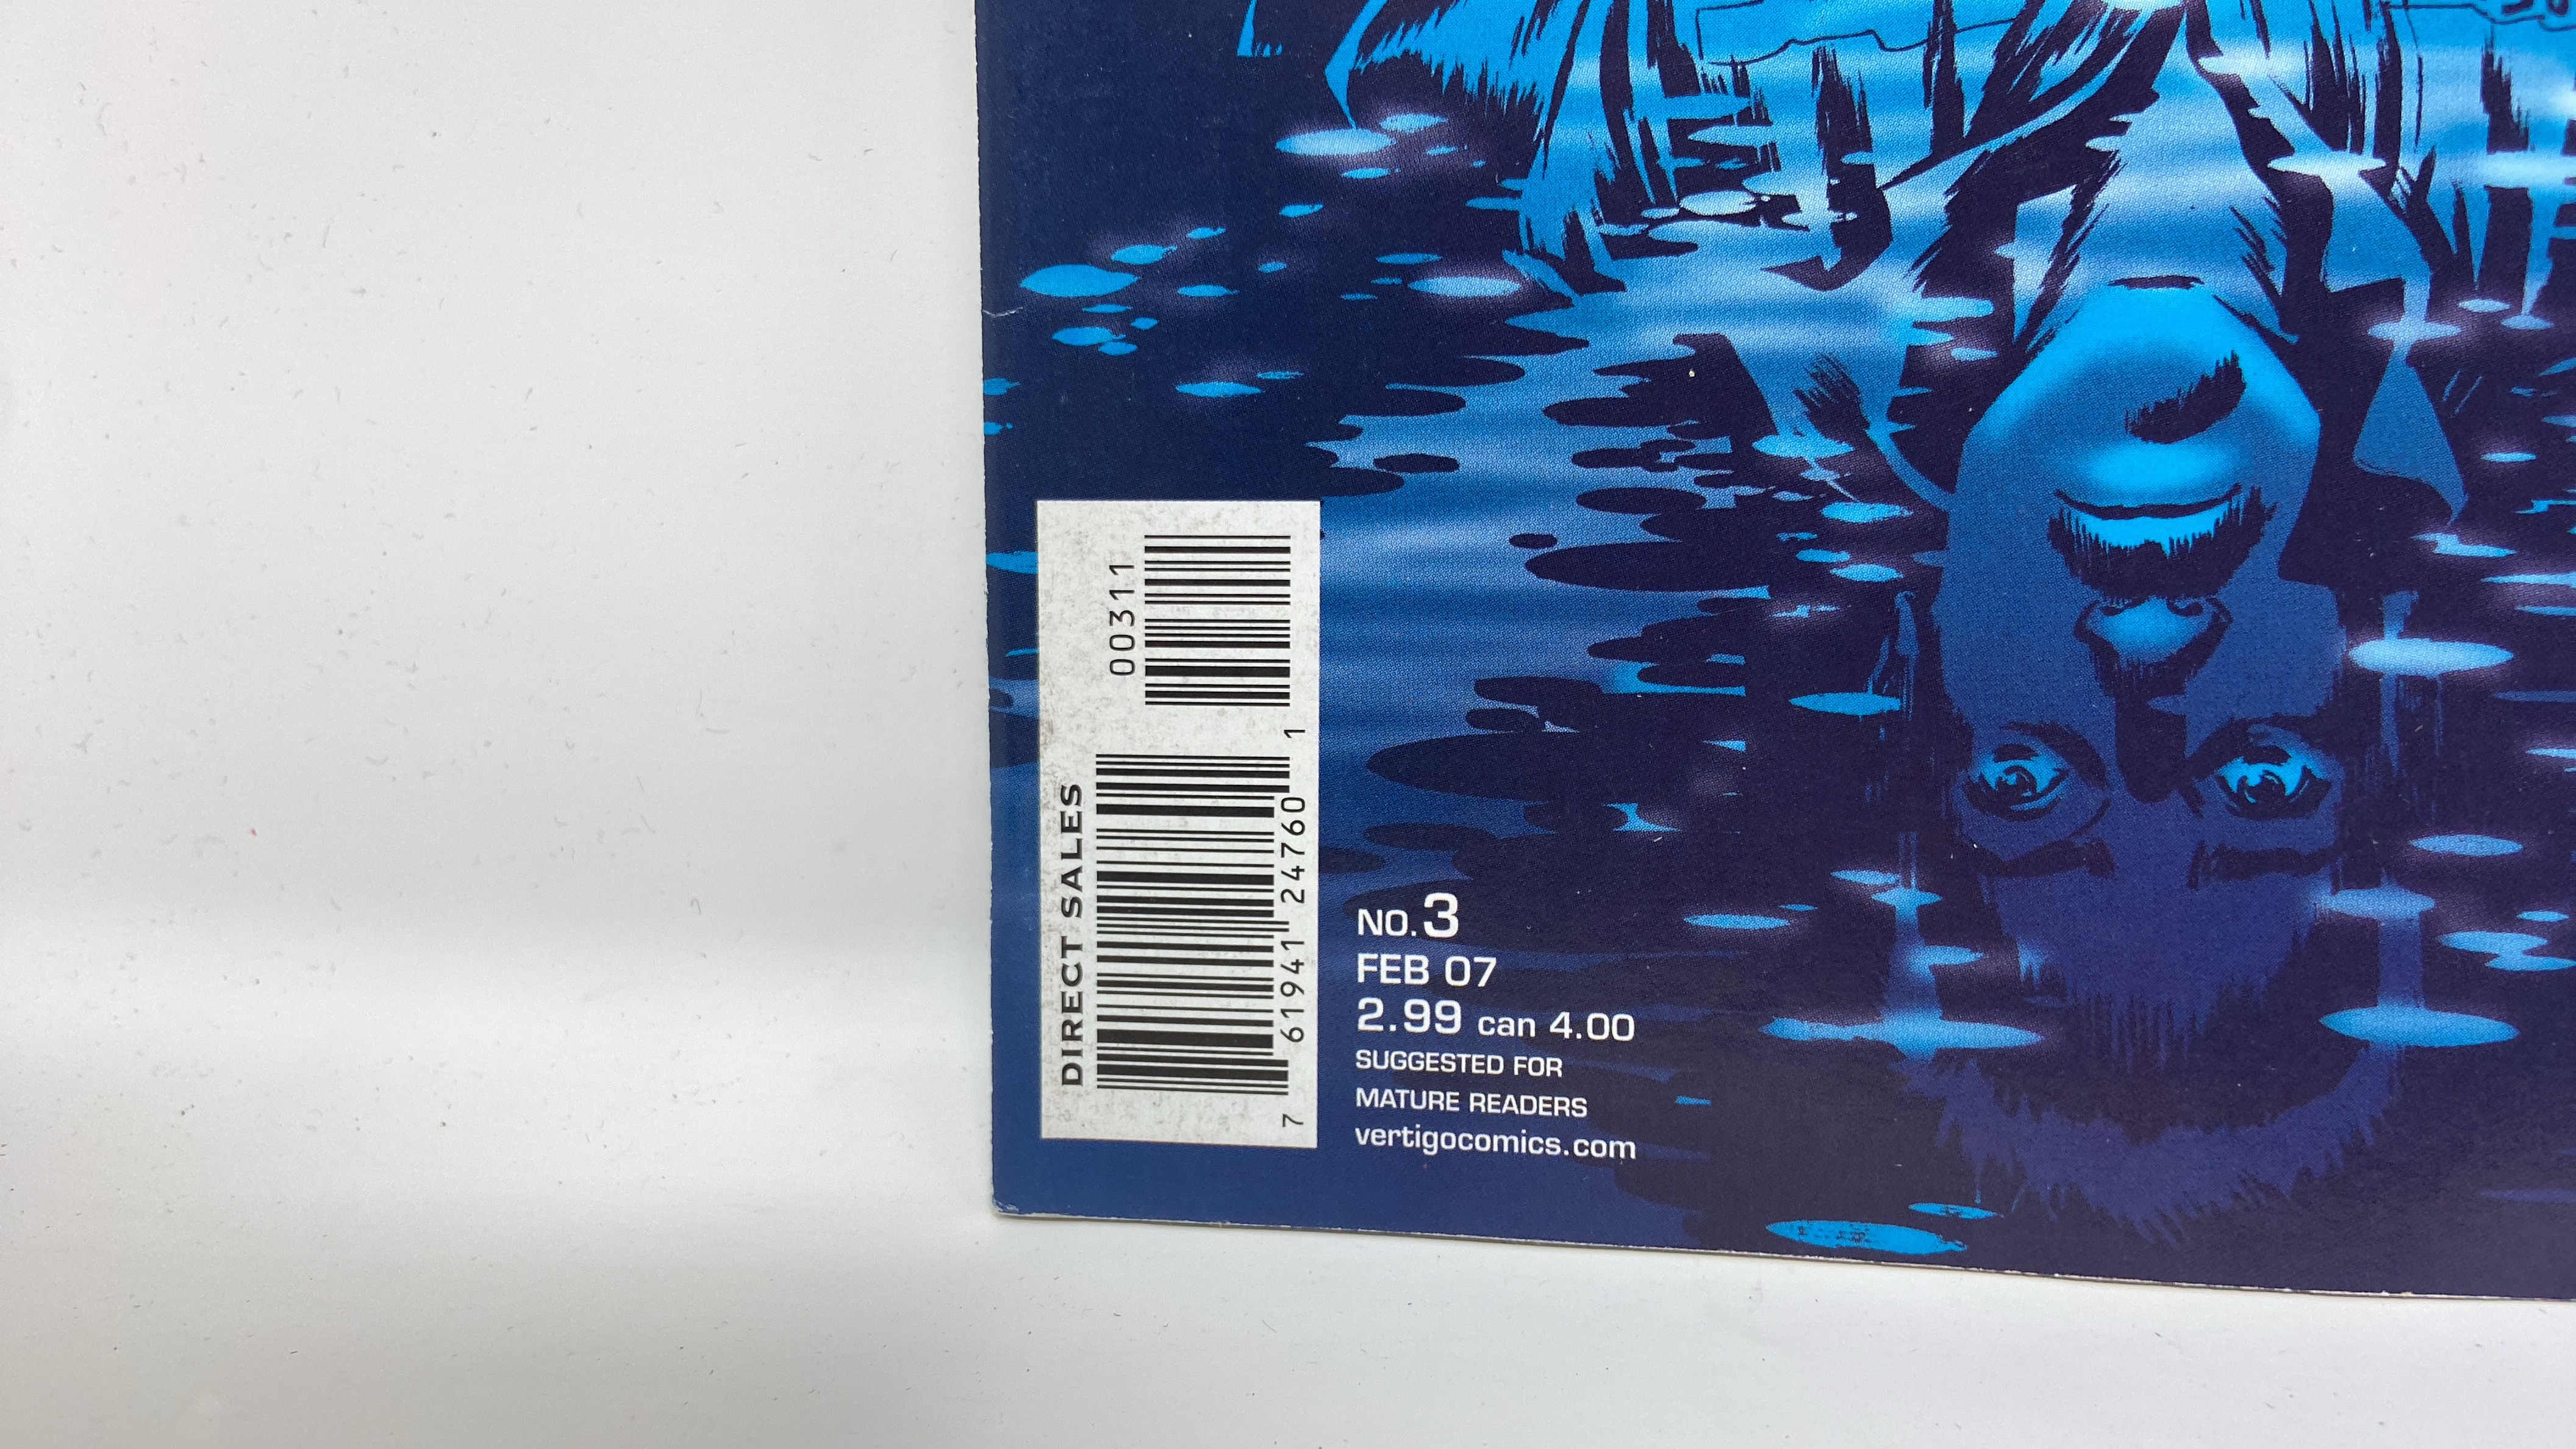 DIRECT SALES
00311
7 61941 24760 1
NO.3
FEB 07
2.99 can 4.00
SUGGESTED FOR
MATURE READERS
vertigocomics.com